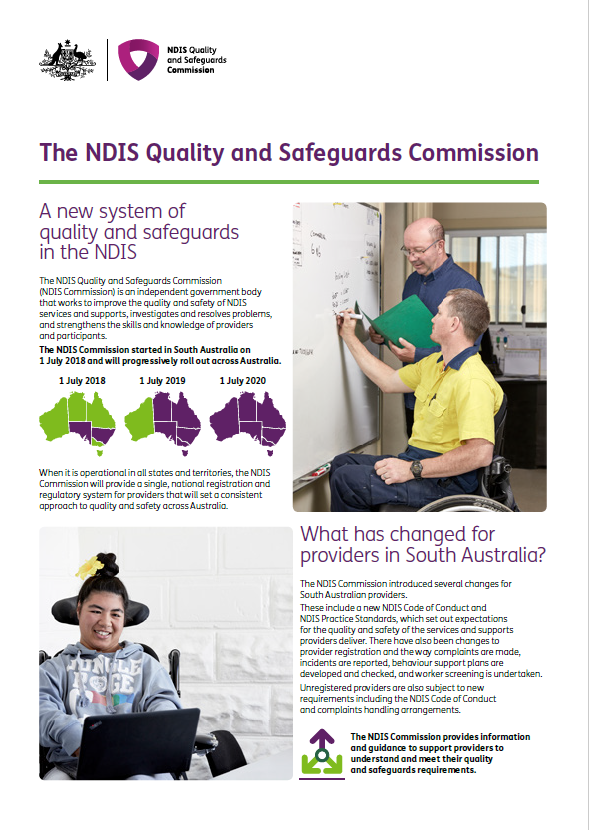 NDIS Quality
and Safeguards
Commission
The NDIS Quality and Safeguards Commission
A new system of
quality and safeguards
in the NDIS
The NDIS Quality and Safeguards Commission
(NDIS Commission) is an independent government body
that works to improve the quality and safety of NDIS
services and supports, investigates and resolves problems,
and strengthens the skills and knowledge of providers
and participants.
The NDIS Commission started in South Australia on
1 July 2018 and will progressively roll out across Australia.
1 July 2018
1 July 2019
1 July 2020
When it is operational in all states and territories, the NDIS
Commission will provide a single, national registration and
regulatory system for providers that will set a consistent
approach to quality and safety across Australia.
What has changed for
providers in South Australia?
The NDIS Commission introduced several changes for
South Australian providers.
These include a new NDIS Code of Conduct and
NDIS Practice Standards, which set out expectations
for the quality and safety of the services and supports
providers deliver. There have also been changes to
provider registration and the way complaints are made,
incidents are reported, behaviour support plans are
developed and checked, and worker screening is undertaken.
Unregistered providers are also subject to new
requirements including the NDIS Code of Conduct
and complaints handling arrangements.
The NDIS Commission provides information
and guidance to support providers to
understand and meet their quality
and safeguards requirements.